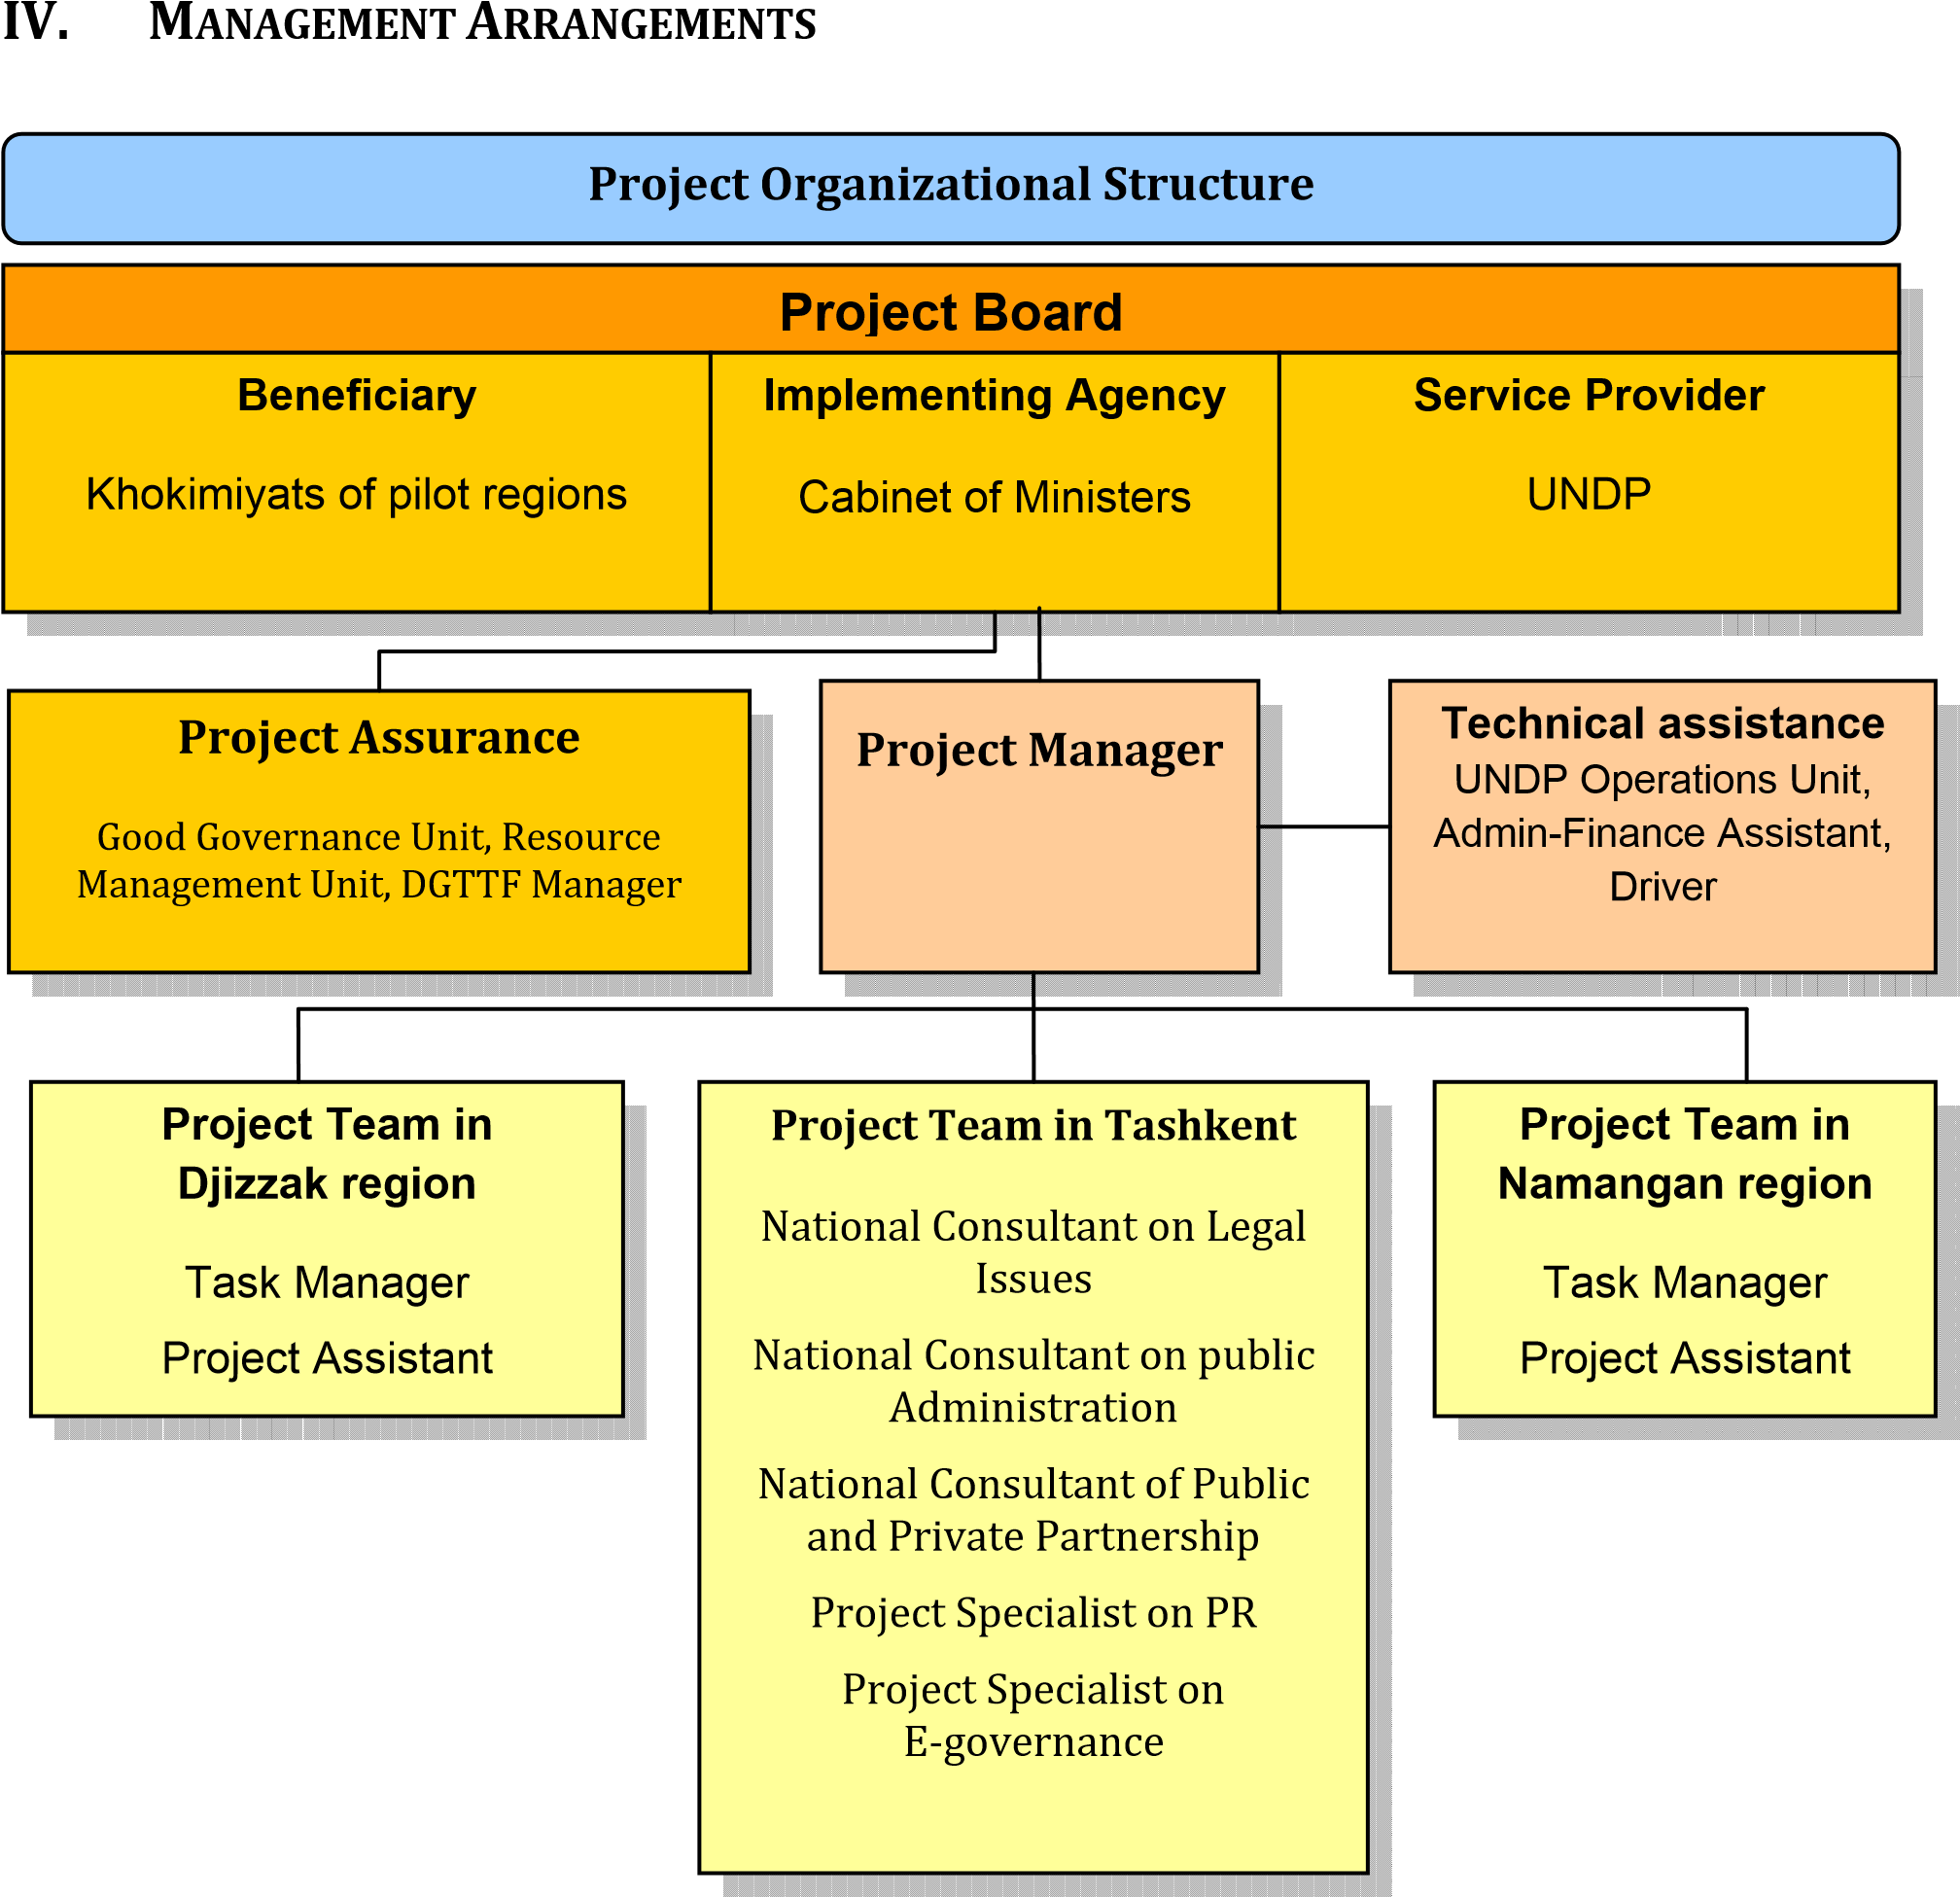 IV. MANAGEMENT ARRANGEMENTS
Project Organizational Structure
Project Board
Beneficiary
Khokimiyats of pilot regions
Implementing Agency
Cabinet of Ministers
Service Provider
UNDP
Project Assurance
Good Governance Unit, Resource
Management Unit, DGTTF Manager
Project Manager
Technical assistance
UNDP Operations Unit,
Admin-Finance Assistant,
Driver
Project Team in
Djizzak region
Task Manager
Project Assistant
Project Team in Tashkent
National Consultant on Legal
Issues
National Consultant on public
Administration
National Consultant of Public
and Private Partnership
Project Specialist on PR
Project Specialist on
E-governance
Project Team in
Namangan region
Task Manager
Project Assistant